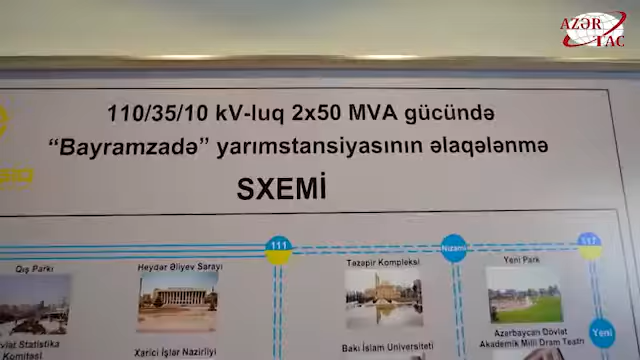 AZƏR
TAC
110/35/10 kV-luq 2x50 MVA gücündə
“Bayramzadə” yarımstansiyasının əlaqələnmə
SXEMİ
111
Nizami
117
Qış Parkı
Heydər Əliyev Sarayı
Təzəpir Kompleksi
Yeni Park
Yeni
Statistika
Komitəsi
Xarici İşlər Nazirliyi
Bakı İslam Universiteti
Azərbaycan Dövlət
Akademik Milli Dram Teatrı